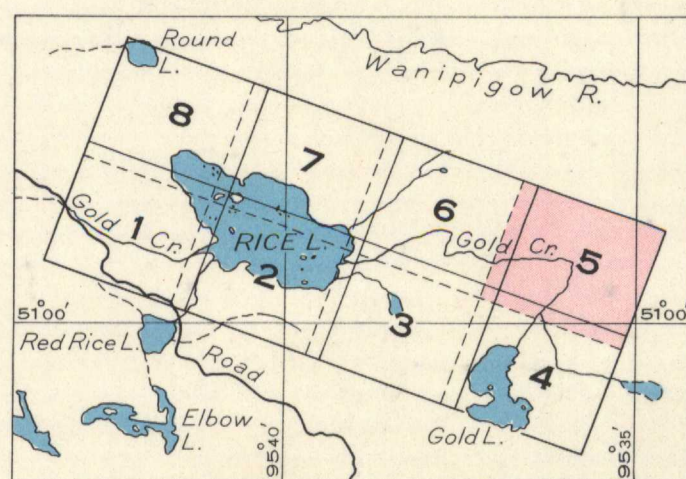 Round
L.
Wanipigow R.
8
7
6
Gold Cr.
1
RICE L.
2
Gold Cr.
5
51°00'
51°00'
3
Red Rice L.
Road
4
Elbow
L.
Gold L.
95°40'
95°35'